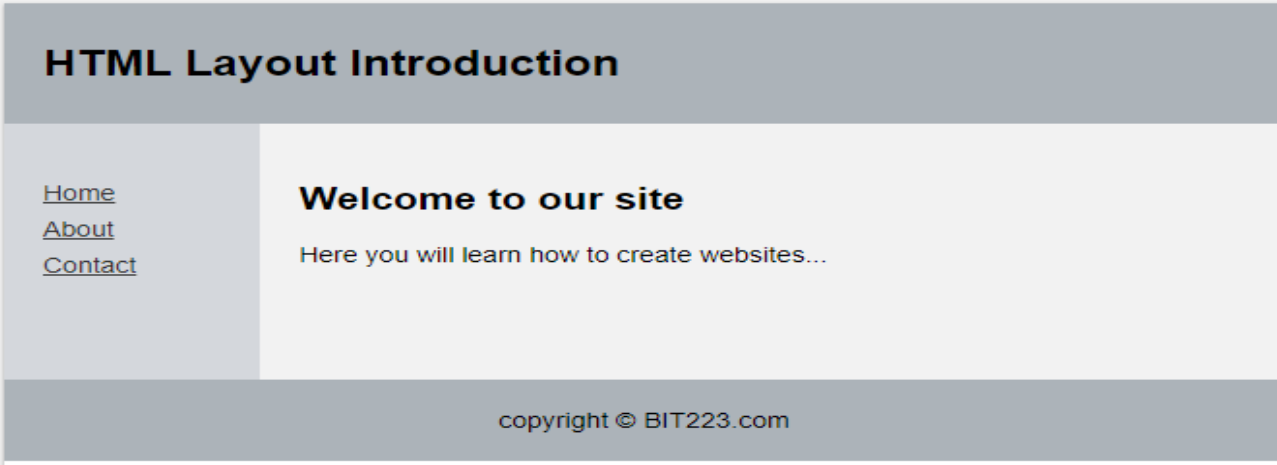 HTML Layout Introduction
Home
About
Contact
Welcome to our site
Here you will learn how to create websites...
copyright © BIT223.com